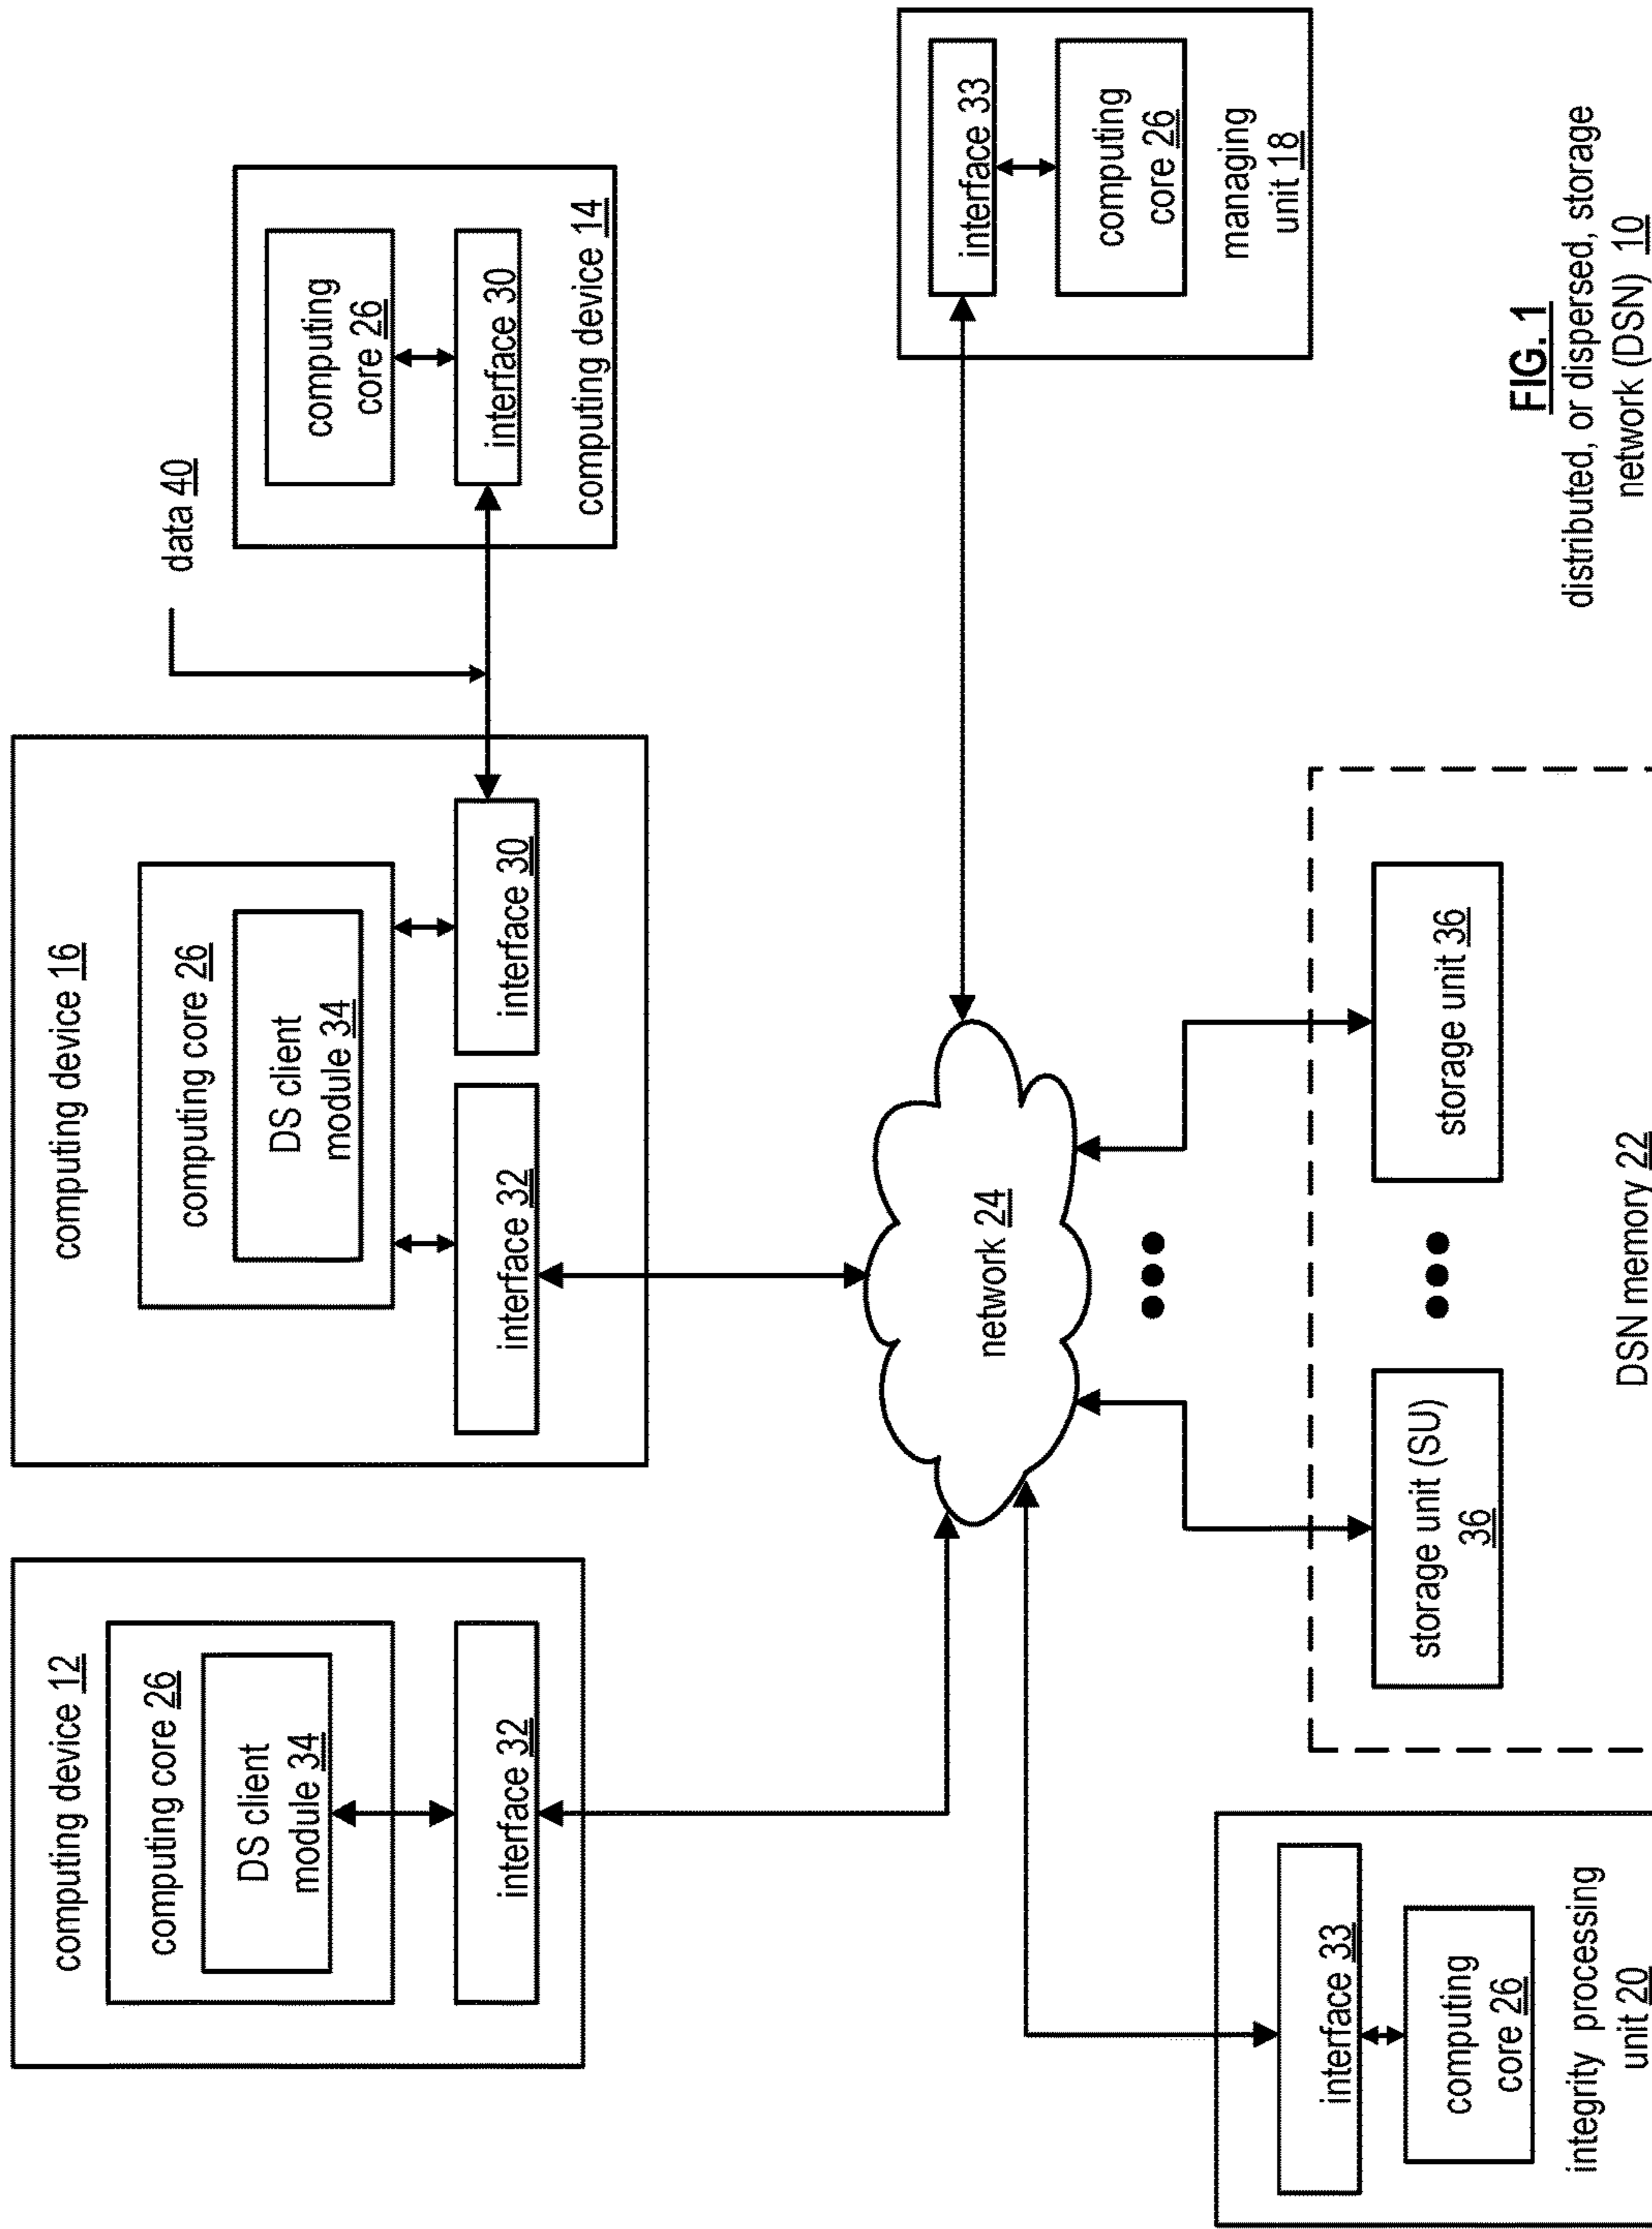 computing device 12
computing core 26
DS client
module 34
interface 32
computing device 16
computing core 26
DS client
module 34
interface 32
interface 30
data 40
computing
core 26
interface 30
computing device 14
network 24
interface 33
computing
core 26
managing
unit 18
interface 33
computing
core 26
integrity processing
unit 20
storage unit (SU)
36
storage unit 36
DSN memory 22
FIG. 1
distributed, or dispersed, storage
network (DSN) 10